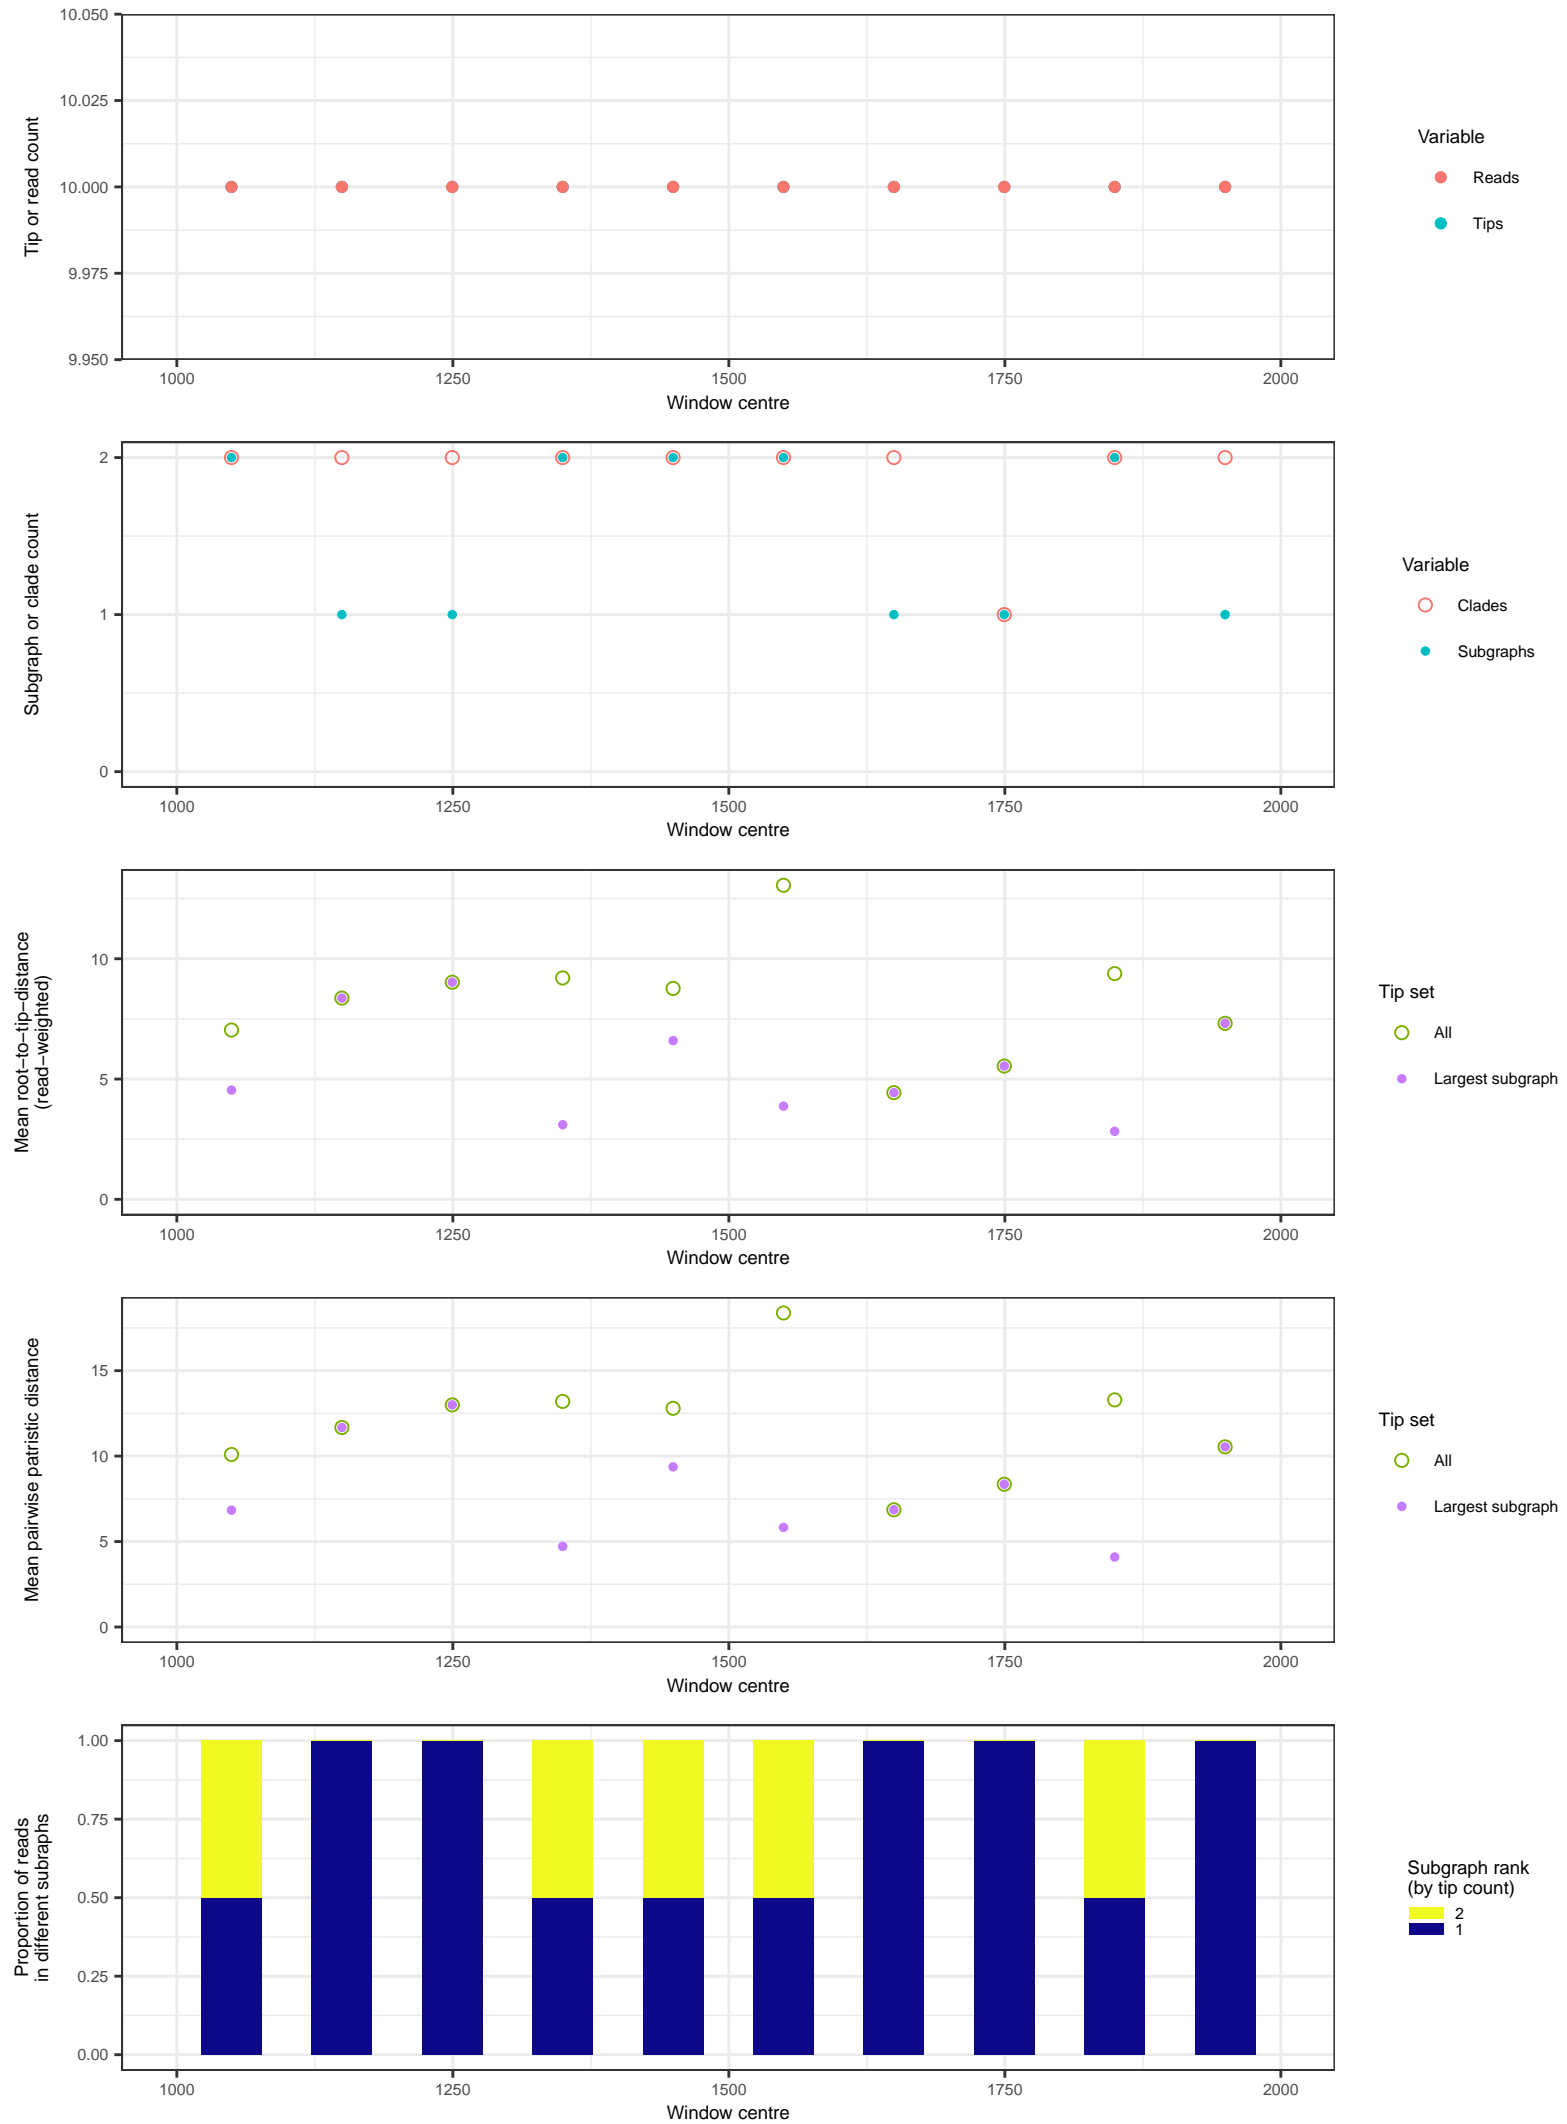 10.050
10.025
10.000
9.975
9.950
Tip or read count
1000 1250 1500 1750 2000
Window centre
Variable
Reads
Tips
2
1
0
Subgraph or clade count
1000 1250 1500 1750 2000
Window centre
Variable
Clades
Subgraphs
10
5
0
Mean root−to−tip−distance
(read−weighted)
1000 1250 1500 1750 2000
Window centre
Tip set
All
Largest subgraph
15
10
5
0
Mean pairwise patristic distance
1000 1250 1500 1750 2000
Window centre
Tip set
All
Largest subgraph
1.00
0.75
0.50
0.25
0.00
Proportion of reads
in different subraphs
1000 1250 1500 1750 2000
Window centre
Subgraph rank
(by tip count)
2
1